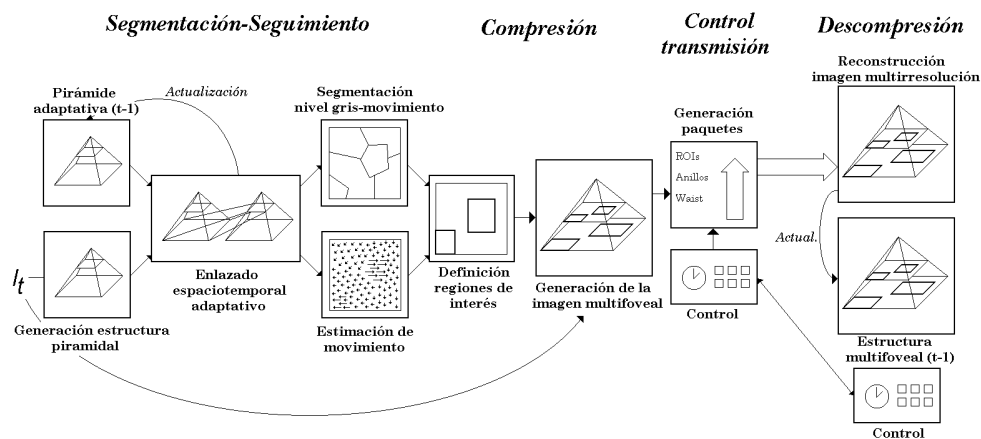 Segmentación-Seguimiento
Compresión
Control
transmisión
Descompresión
Pirámide
adaptativa (t-1)
Actualización
Segmentación
nivel gris-movimiento
Generación
paquetes
ROIs
Anillos
Waist
Reconstrucción
imagen multirresolución
I t
Generación estructura
piramidal
Enlazado
espaciotemporal
adaptativo
Estimación de
movimiento
Definición
regiones de
interés
Generación de la
imagen multifoveal
Control
Actual.
Estructura
multifoveal (t-1)
Control